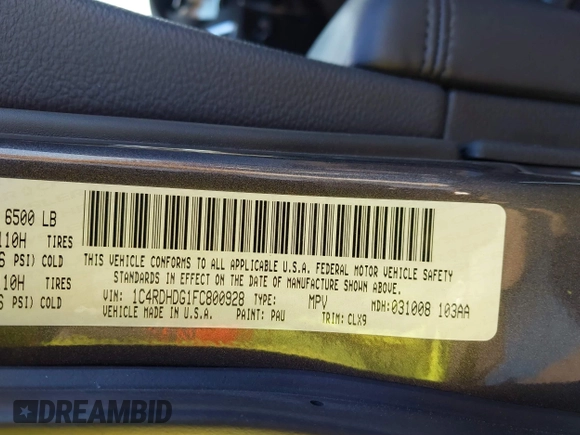 6500 LB
110H TIRES
PSI) COLD
10H TIRES
PSI) COLD
THIS VEHICLE CONFORMS TO ALL APPLICABLE U.S.A. FEDERAL MOTOR VEHICLE SAFETY
STANDARDS IN EFFECT ON THE DATE OF MANUFACTURE SHOWN ABOVE.
VIN: 1C4RDHDG1FC800928 TYPE: MPV MDH:031008 103AA
VEHICLE MADE IN U.S.A. PAINT: PAU TRIM: CLX9
DREAMBID